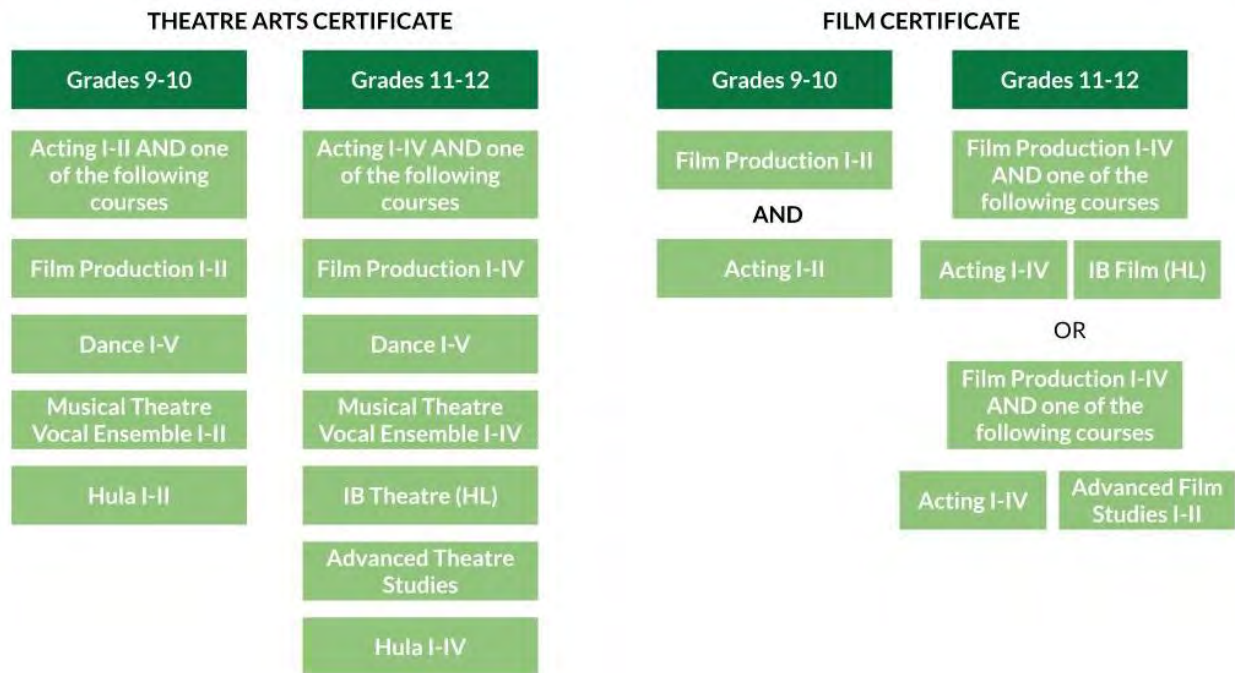 THEATRE ARTS CERTIFICATE
Grades 9-10
Acting I-II AND one
of the following
courses
Film Production I-II
Dance I-V
Musical Theatre
Vocal Ensemble I-II
Hula I-II
Grades 11-12
Acting I-IV AND one
of the following
courses
Film Production I-IV
Dance I-V
Musical Theatre
Vocal Ensemble I-IV
IB Theatre (HL)
Advanced Theatre
Studies
Hula I-IV
FILM CERTIFICATE
Grades 9-10
Film Production I-II
AND
Acting I-II
Grades 11-12
Film Production I-IV
AND one of the
following courses
Acting I-IV
IB Film (HL)
OR
Film Production I-IV
AND one of the
following courses
Acting I-IV
Advanced Film
Studies I-II